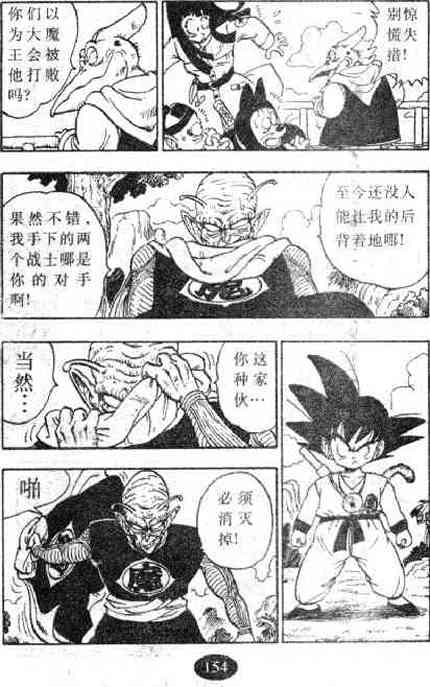 别惊
慌失
措!
你们以
为大魔
王会被
他打败
吗?
至今还没人
能让我的后
背着地哪!
果然不错,
我手下的两
个战士哪是
你的对手
啊!
你这
种家
伙…
当然…
必须
消灭
掉!
啪
魔
154